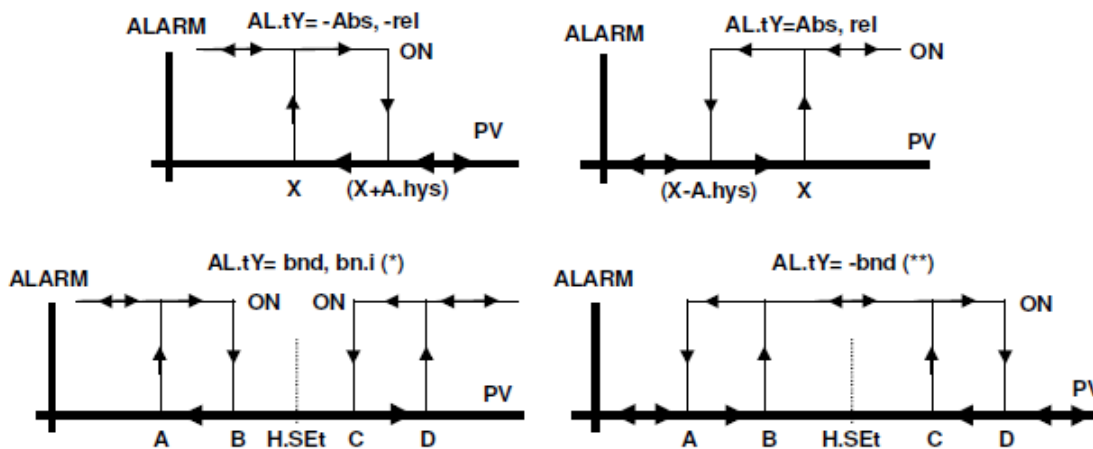 AL.tY= -Abs, -rel
ALARM
ON
PV
X (X+A.hys)
AL.tY=Abs, rel
ALARM
ON
PV
(X-A.hys) X
AL.tY= bnd, bn.i (*)
ALARM
ON ON
PV
A B H.SEt C D
AL.tY= -bnd (**)
ALARM
ON
PV
A B H.SEt C D